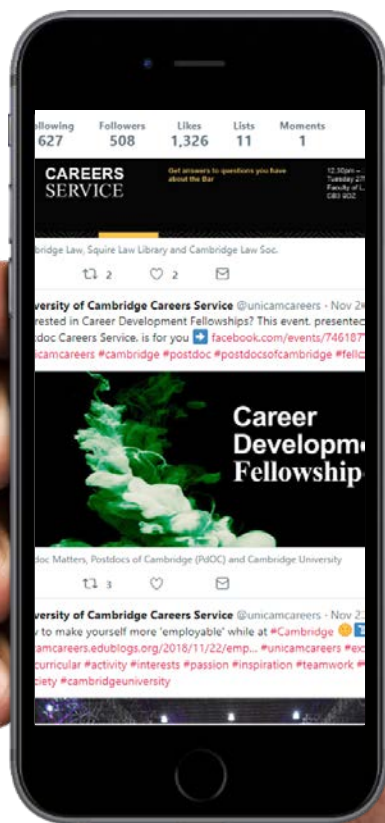 ollowing Followers Likes Lists Moments
627 508 1,326 11 1
CAREERS
SERVICE
Get answers to questions you have
about the Bar
12.30pm –
Tuesday 27
Faculty of L
CB3 9DZ
bridge Law, Squire Law Library and Cambridge Law Soc.
2 2
versity of Cambridge Careers Service @unicamcareers · Nov 2
rested in Career Development Fellowships? This event. presented
tdoc Careers Service. is for you ➡ facebook.com/events/746187
nicamcareers #cambridge #postdoc #postdocsofcambridge #fello
Career
Developme
Fellowship
doc Matters, Postdocs of Cambridge (PdOC) and Cambridge University
3
versity of Cambridge Careers Service @unicamcareers · Nov 2
w to make yourself more 'employable' while at #Cambridge
amcareers.edublogs.org/2018/11/22/emp... #unicamcareers #ex
curricular #activity #interests #passion #inspiration #teamwork #
ciety #cambridgeuniversity